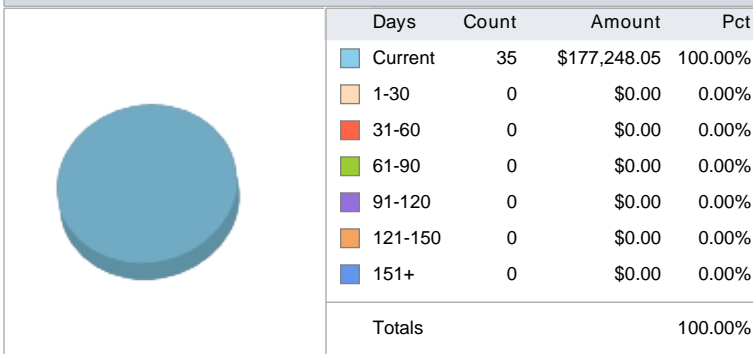 Days Count Amount Pct
Current 35 $177,248.05 100.00%
1-30 0 $0.00 0.00%
31-60 0 $0.00 0.00%
61-90 0 $0.00 0.00%
91-120 0 $0.00 0.00%
121-150 0 $0.00 0.00%
151+ 0 $0.00 0.00%
Totals 100.00%